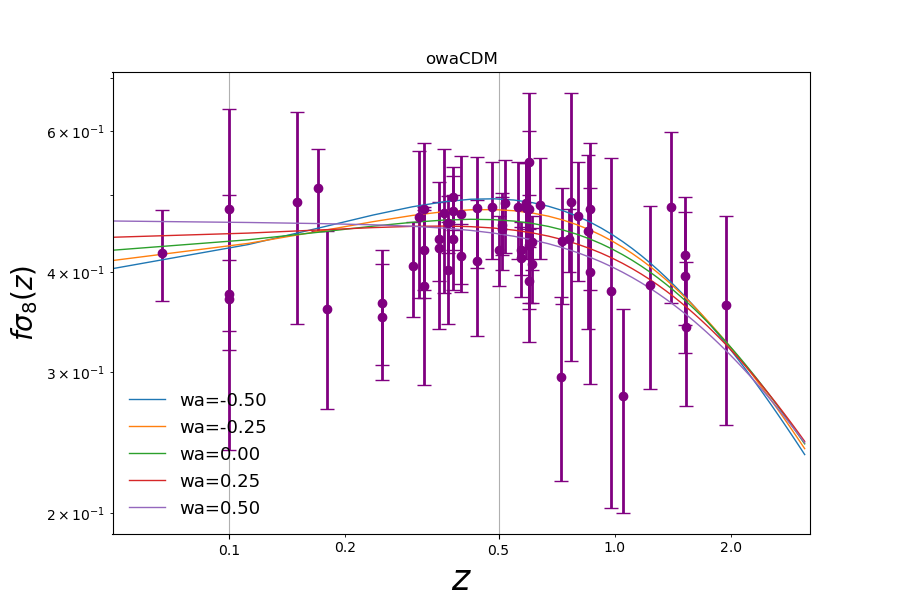 owaCDM
6 × 10⁻¹
4 × 10⁻¹
3 × 10⁻¹
2 × 10⁻¹
fσ₈(z)
wa=-0.50
wa=-0.25
wa=0.00
wa=0.25
wa=0.50
0.1 0.2 0.5 1.0 2.0
z